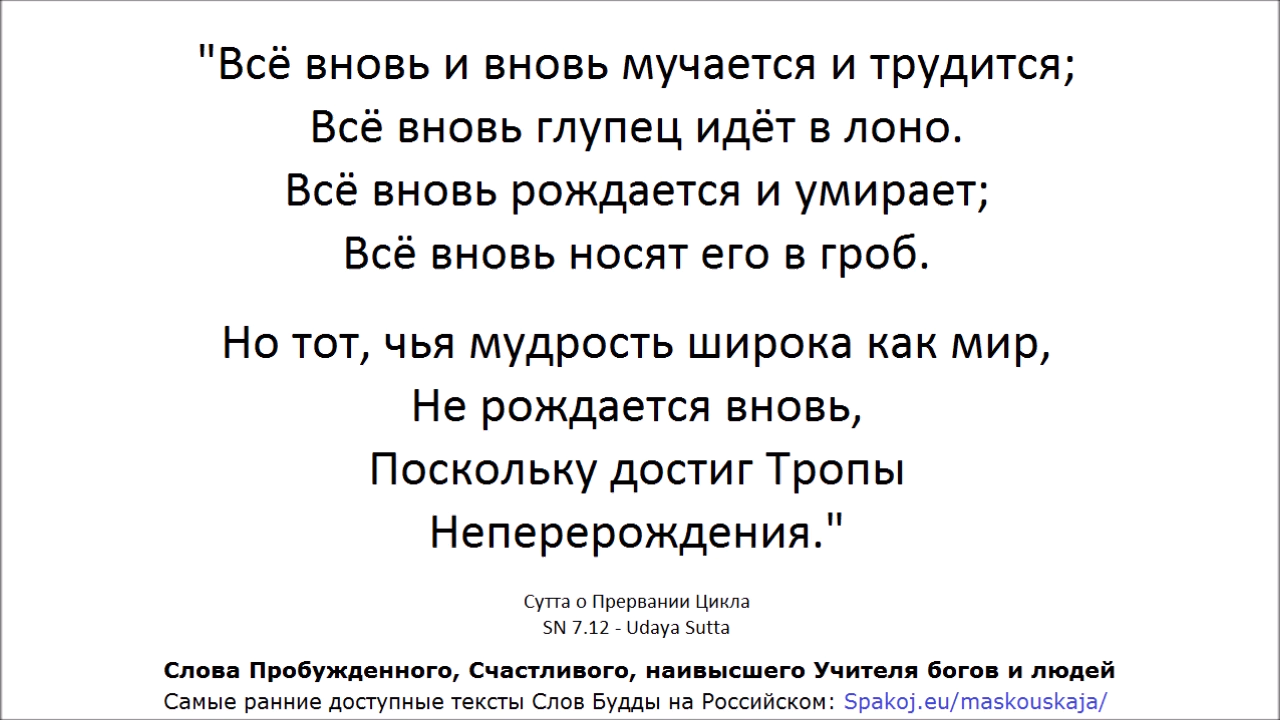 "Всё вновь и вновь мучается и трудится;
Всё вновь глупец идёт в лоно.
Всё вновь рождается и умирает;
Всё вновь носят его в гроб.
Но тот, чья мудрость широка как мир,
Не рождается вновь,
Поскольку достиг Тропы
Неперерождения."
Сутта о Прервании Цикла
SN 7.12 - Udaya Sutta
Слова Пробужденного, Счастливого, наивысшего Учителя богов и людей
Самые ранние доступные тексты Слов Будды на Российском: Spakoj.eu/maskouskaja/